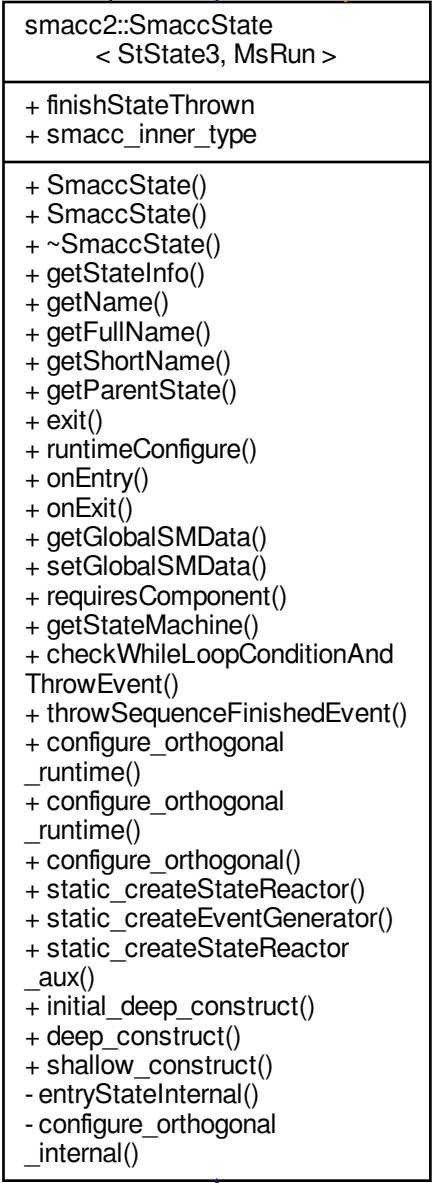 smacc2::SmaccState
< StState3, MsRun >
+ finishStateThrown
+ smacc_inner_type
+ SmaccState()
+ SmaccState()
+ ~SmaccState()
+ getStateInfo()
+ getName()
+ getFullName()
+ getShortName()
+ getParentState()
+ exit()
+ runtimeConfigure()
+ onEntry()
+ onExit()
+ getGlobalSMData()
+ setGlobalSMData()
+ requiresComponent()
+ getStateMachine()
+ checkWhileLoopConditionAnd
ThrowEvent()
+ throwSequenceFinishedEvent()
+ configure_orthogonal
_runtime()
+ configure_orthogonal
_runtime()
+ configure_orthogonal()
+ static_createStateReactor()
+ static_createEventGenerator()
+ static_createStateReactor
_aux()
+ initial_deep_construct()
+ deep_construct()
+ shallow_construct()
- entryStateInternal()
- configure_orthogonal
_internal()